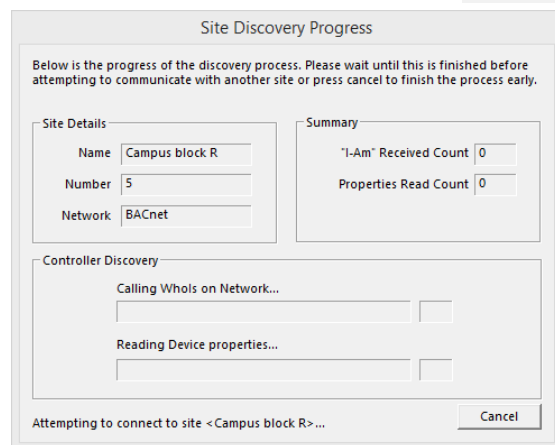 Site Discovery Progress
Below is the progress of the discovery process. Please wait until this is finished before
attempting to communicate with another site or press cancel to finish the process early.
Site Details
Name Campus block R
Number 5
Network BACnet
Summary
"I-Am" Received Count 0
Properties Read Count 0
Controller Discovery
Calling WhoIs on Network...
Reading Device properties...
Attempting to connect to site <Campus block R>...
Cancel